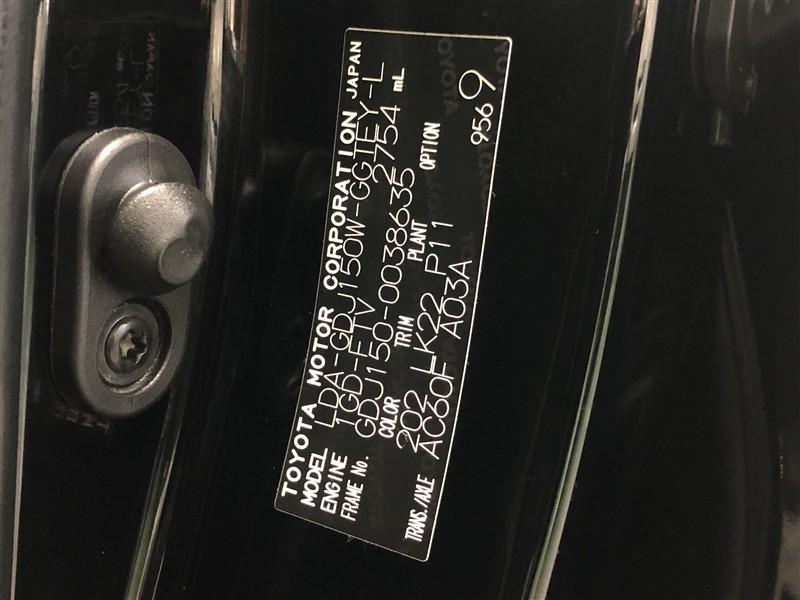 TOYOTA MOTOR CORPORATION JAPAN
MODEL LDA-GDJ150W-GGTEY-L
ENGINE 1GD-FTV 2754 mL
FRAME No. GDJ150-0038635
COLOR TRIM PLANT OPTION
202 LK22 P11
TRANS./AXLE AC60F A03A
9569